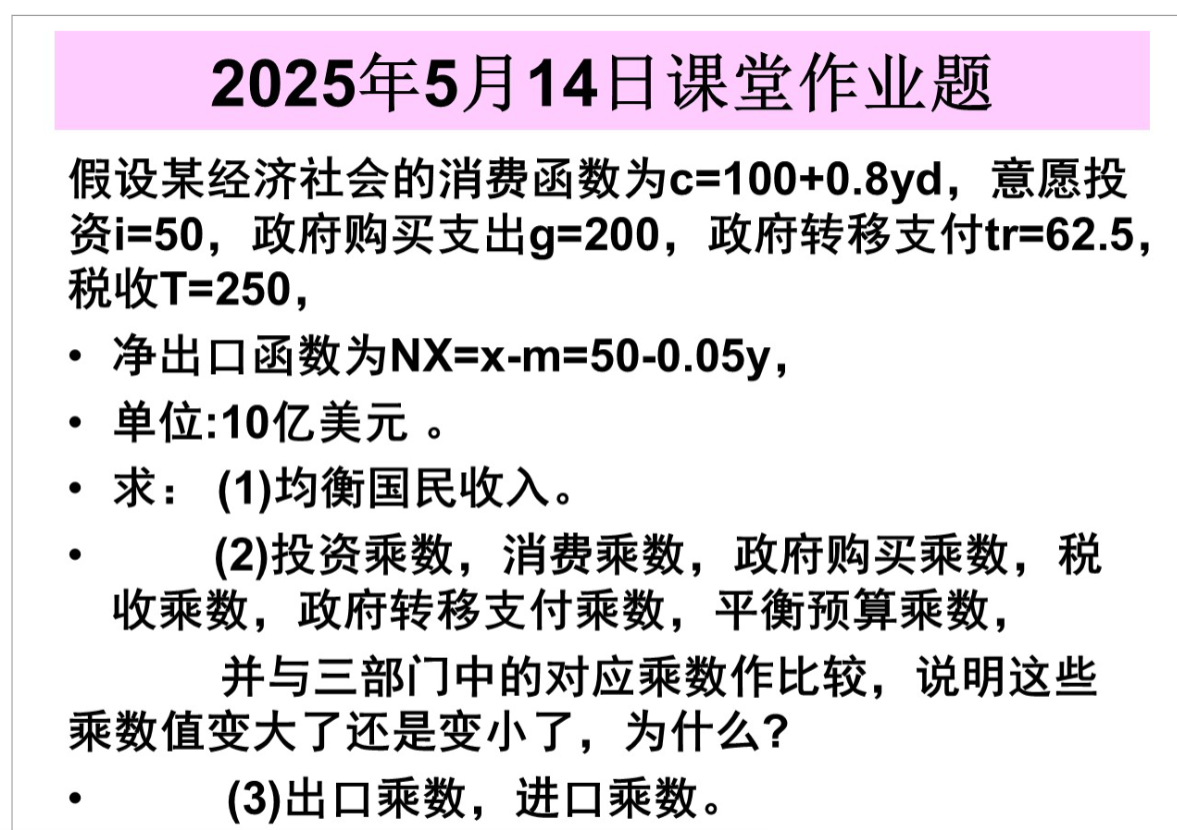 2025年5月14日课堂作业题
假设某经济社会的消费函数为c=100+0.8yd，意愿投
资i=50，政府购买支出g=200，政府转移支付tr=62.5，
税收T=250，
• 净出口函数为NX=x-m=50-0.05y，
• 单位:10亿美元 。
• 求： (1)均衡国民收入。
• (2)投资乘数，消费乘数，政府购买乘数，税
收乘数，政府转移支付乘数，平衡预算乘数，
并与三部门中的对应乘数作比较，说明这些
乘数值变大了还是变小了，为什么?
• (3)出口乘数，进口乘数。